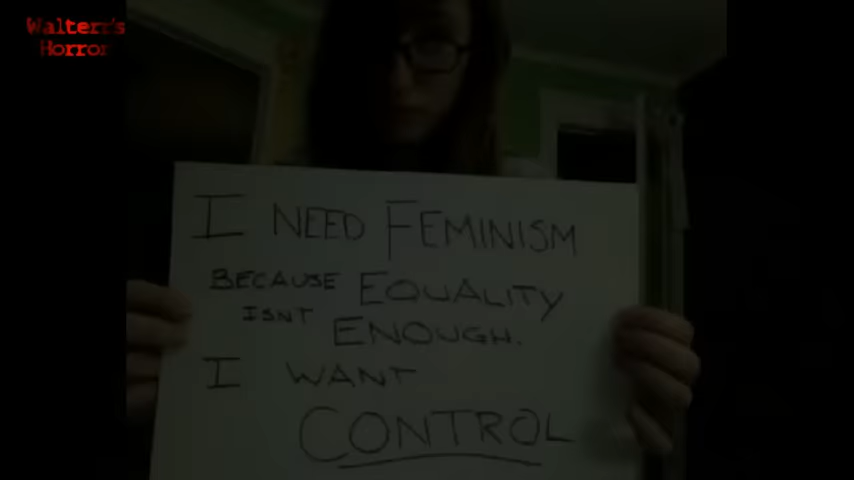 Walterr's
Horror
I NEED FEMINISM
BECAUSE EQUALITY
ISNT ENOUGH.
I WANT
CONTROL